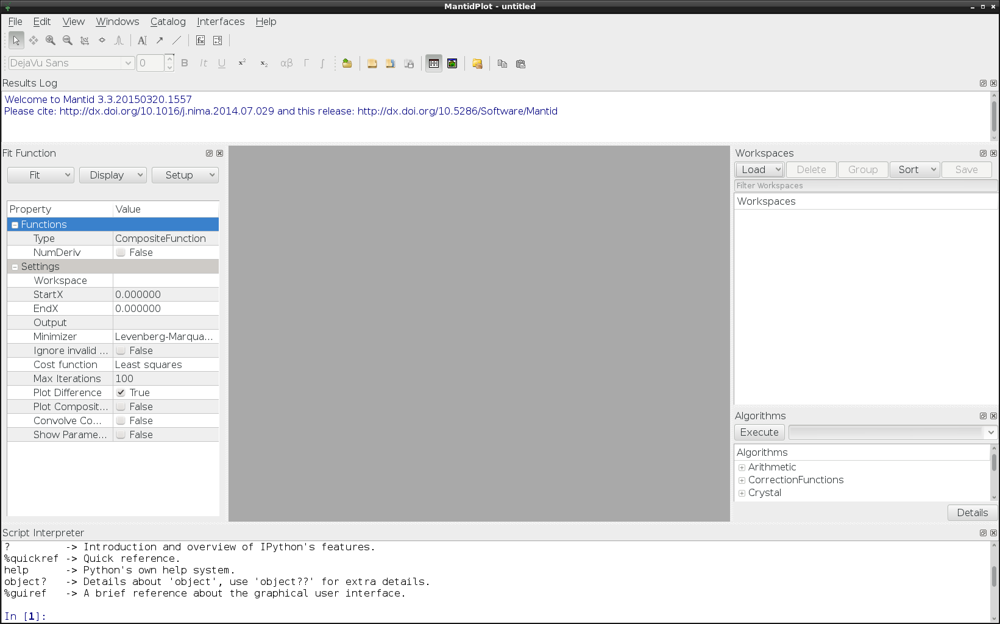 MantidPlot - untitled
File Edit View Windows Catalog Interfaces Help
DejaVu Sans 0 B It U x² x₂ αβ Γ ∫
Results Log
Welcome to Mantid 3.3.20150320.1557
Please cite: http://dx.doi.org/10.1016/j.nima.2014.07.029 and this release: http://dx.doi.org/10.5286/Software/Mantid
Fit Function
Fit Display Setup
Property Value
Functions
Type CompositeFunction
NumDeriv False
Settings
Workspace
StartX 0.000000
EndX 0.000000
Output
Minimizer Levenberg-Marqua...
Ignore invalid ... False
Cost function Least squares
Max Iterations 100
Plot Difference True
Plot Composit... False
Convolve Co... False
Show Parame... False
Workspaces
Load Delete Group Sort Save
Filter Workspaces
Workspaces
Algorithms
Execute
Algorithms
Arithmetic
CorrectionFunctions
Crystal
Details
Script Interpreter
? -> Introduction and overview of IPython's features.
%quickref -> Quick reference.
help -> Python's own help system.
object? -> Details about 'object', use 'object??' for extra details.
%guiref -> A brief reference about the graphical user interface.
In [1]: